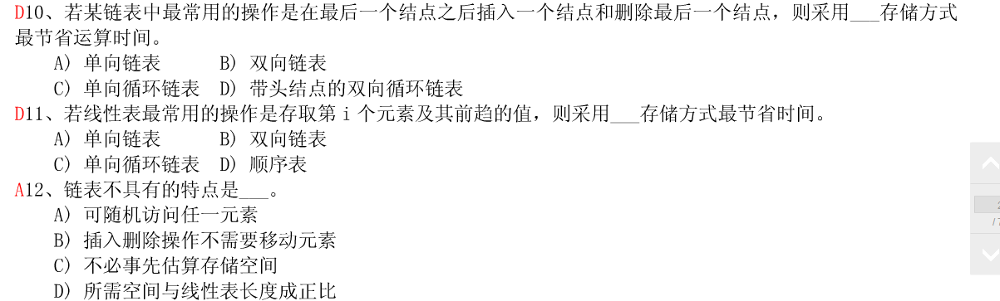 D10、若某链表中最常用的操作是在最后一个结点之后插入一个结点和删除最后一个结点，则采用___存储方式
最节省运算时间。
A) 单向链表 B) 双向链表
C) 单向循环链表 D) 带头结点的双向循环链表
D11、若线性表最常用的操作是存取第 i 个元素及其前趋的值，则采用___存储方式最节省时间。
A) 单向链表 B) 双向链表
C) 单向循环链表 D) 顺序表
A12、链表不具有的特点是___。
A) 可随机访问任一元素
B) 插入删除操作不需要移动元素
C) 不必事先估算存储空间
D) 所需空间与线性表长度成正比